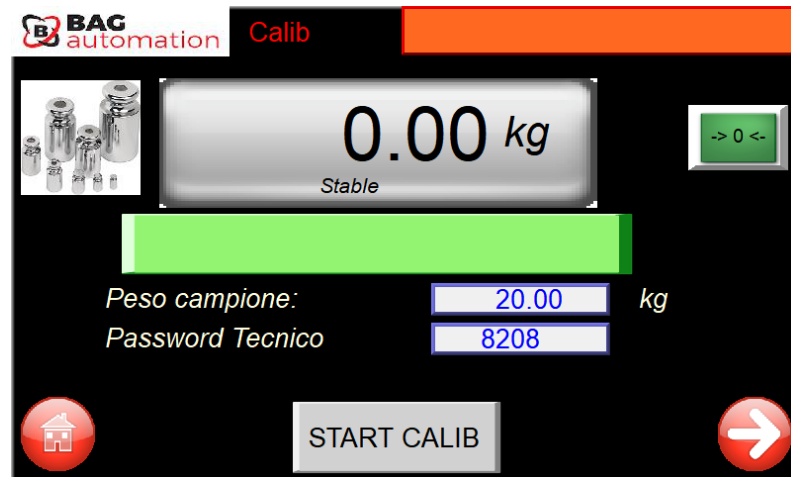 BAG
automation
Calib
0.00 kg
Stable
-> 0 <-
Peso campione: 20.00 kg
Password Tecnico 8208
START CALIB